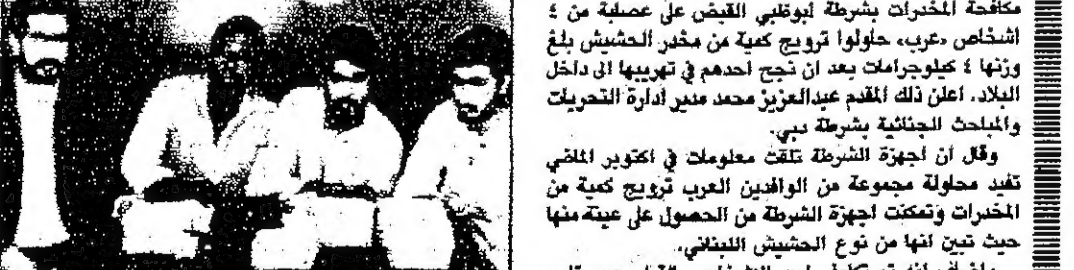 مكافحة المخدرات بشرطة ابوظبي القبض على عصابة من ٤
اشخاص «عرب» حاولوا ترويج كمية من مخدر الحشيش بلغ
وزنها ٤ كيلوجرامات بعد ان نجح احدهم في تهريبها الى داخل
البلاد. اعلن ذلك المقدم عبدالعزيز محمد مدير ادارة التحريات
والمباحث الجنائية بشرطة دبي.
وقال ان اجهزة الشرطة تلقت معلومات في اكتوبر الماضي
تفيد محاولة مجموعة من الوافدين العرب ترويج كمية من
المخدرات وتمكنت اجهزة الشرطة من الحصول على عينة منها
حيث تبين انها من نوع الحشيش اللبناني.